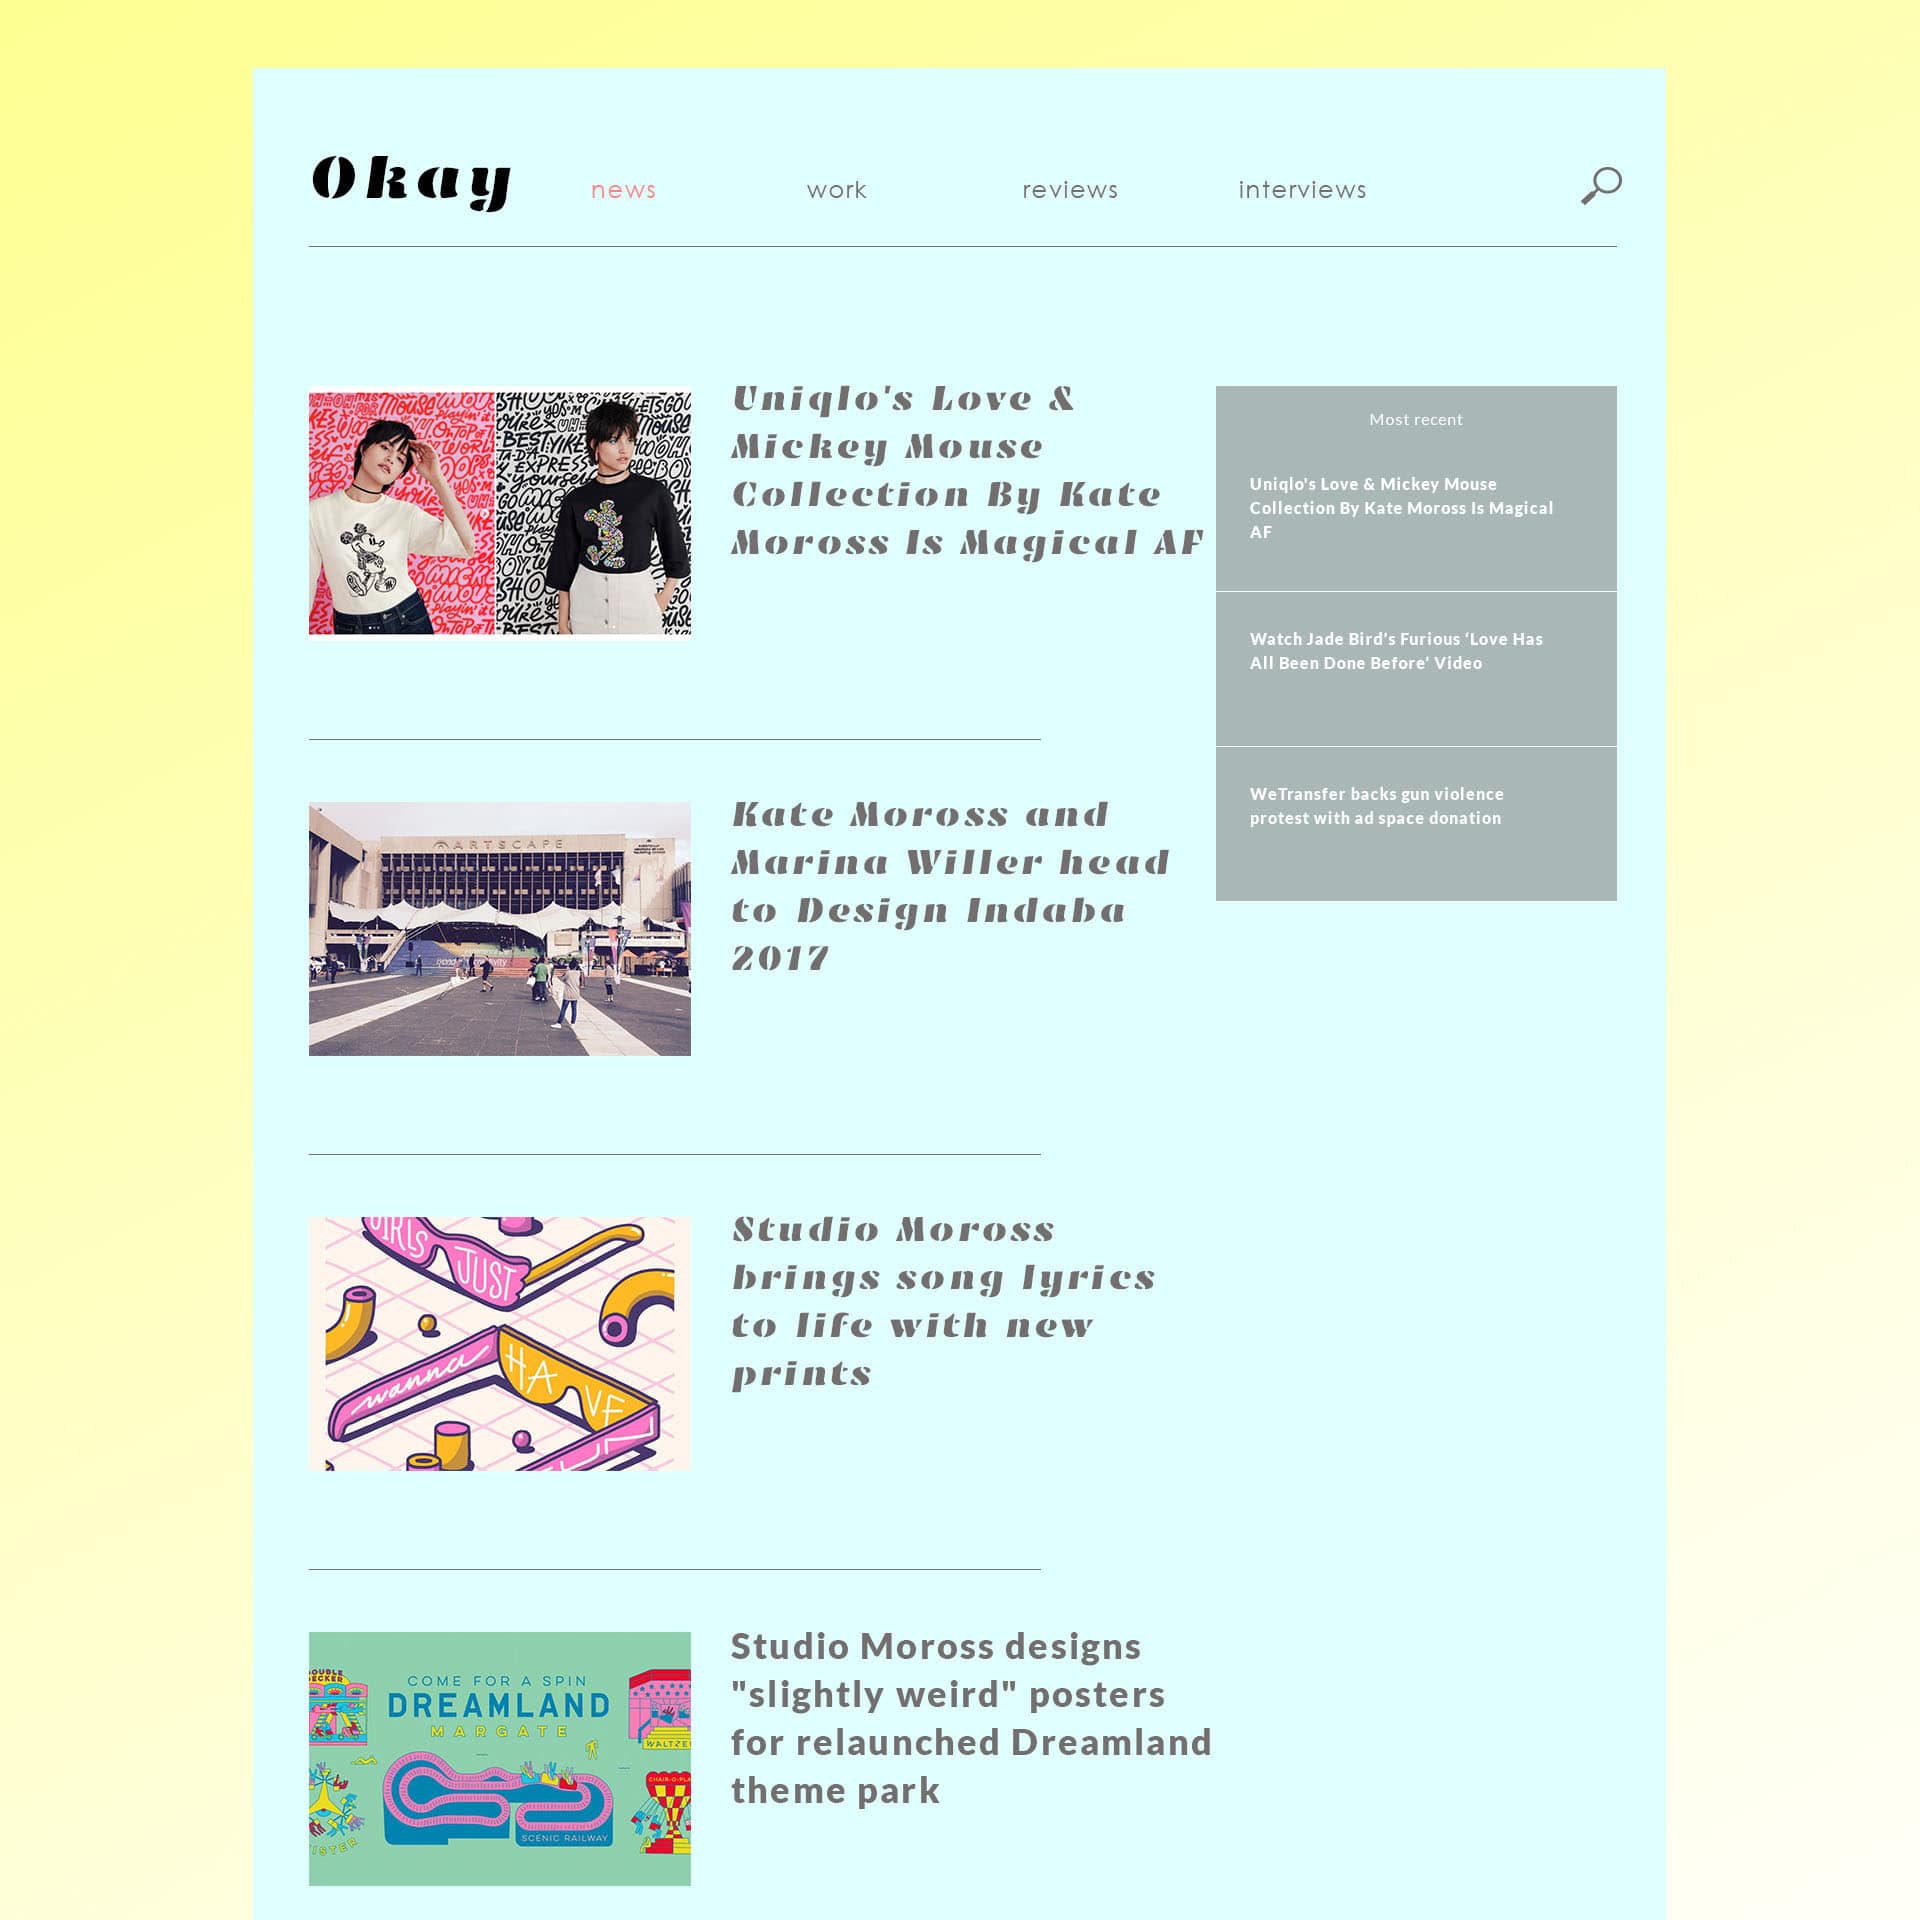 Okay
news
work
reviews
interviews
Uniqlo's Love &
Mickey Mouse
Collection By Kate
Moross Is Magical AF
Most recent
Uniqlo's Love & Mickey Mouse
Collection By Kate Moross Is Magical
AF
Watch Jade Bird’s Furious ‘Love Has
All Been Done Before’ Video
WeTransfer backs gun violence
protest with ad space donation
ARTSCAPE
Kate Moross and
Marina Willer head
to Design Indaba
2017
GIRLS
JUST
wanna
HAVE
Studio Moross
brings song lyrics
to life with new
prints
COME FOR A SPIN
DREAMLAND
MARGATE
WALTZE
CHAIR-O-PLA
SCENIC RAILWAY
Studio Moross designs
"slightly weird" posters
for relaunched Dreamland
theme park